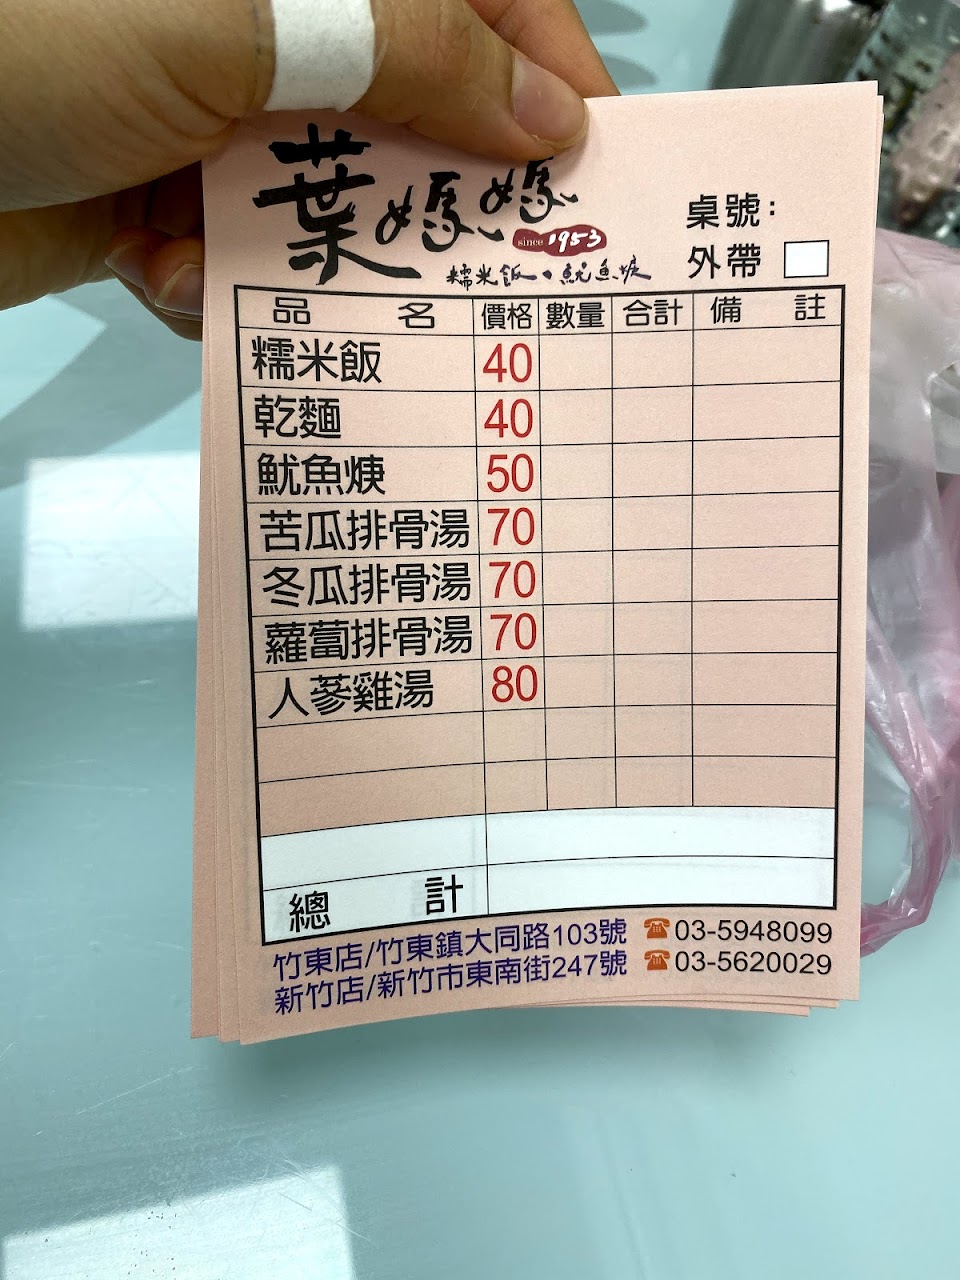 葉媽媽
since 1953
糯米飯、魷魚焿
桌號:
外帶
品名 價格 數量 合計 備註
糯米飯 40
乾麵 40
魷魚焿 50
苦瓜排骨湯 70
冬瓜排骨湯 70
蘿蔔排骨湯 70
人蔘雞湯 80
總計
竹東店/竹東鎮大同路103號 ☎03-5948099
新竹店/新竹市東南街247號 ☎03-5620029